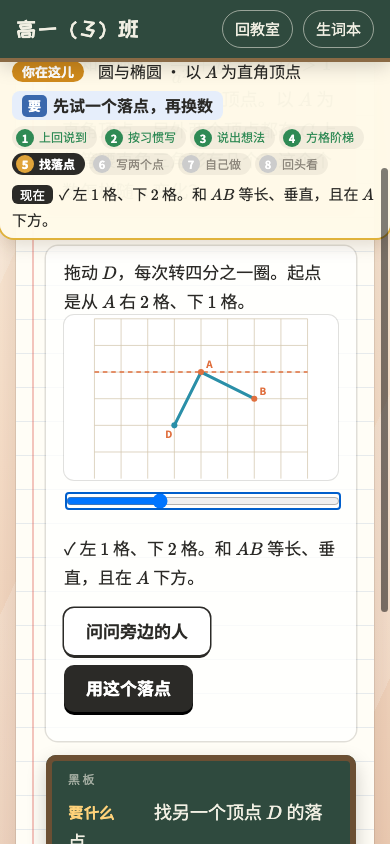 高一（3）班
回教室
生词本
你在这儿 圆与椭圆 · 以 A 为直角顶点
要 先试一个落点，再换数
1 上回说到
2 按习惯写
3 说出想法
4 方格阶梯
5 找落点
6 写两个点
7 自己做
8 回头看
现在 ✓左 1 格、下 2 格。和 AB 等长、垂直，且在 A
下方。
拖动 D，每次转四分之一圈。起点
是从 A 右 2 格、下 1 格。
A
B
D
✓左 1 格、下 2 格。和 AB 等长、垂
直，且在 A 下方。
问问旁边的人
用这个落点
黑板
要什么 找另一个顶点 D 的落
点